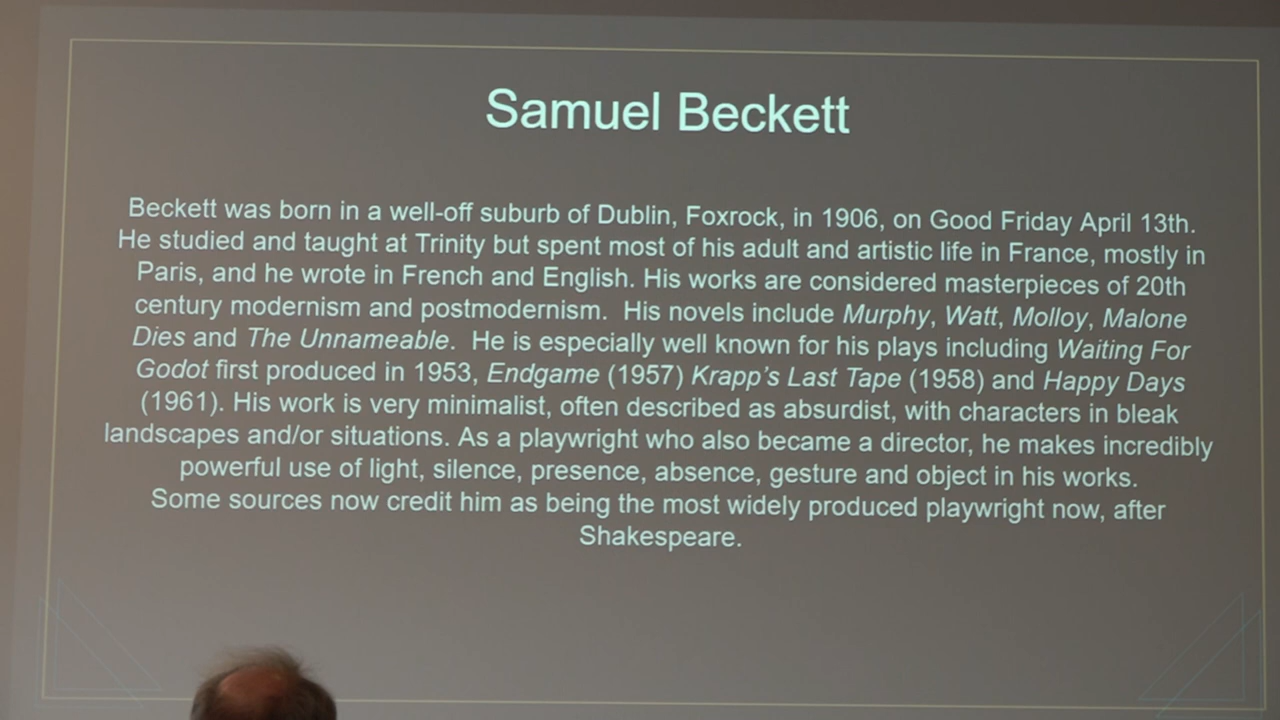 Samuel Beckett
Beckett was born in a well-off suburb of Dublin, Foxrock, in 1906, on Good Friday April 13th.
He studied and taught at Trinity but spent most of his adult and artistic life in France, mostly in
Paris, and he wrote in French and English. His works are considered masterpieces of 20th
century modernism and postmodernism.  His novels include Murphy, Watt, Molloy, Malone
Dies and The Unnameable.  He is especially well known for his plays including Waiting For
Godot first produced in 1953, Endgame (1957) Krapp's Last Tape (1958) and Happy Days
(1961). His work is very minimalist, often described as absurdist, with characters in bleak
landscapes and/or situations. As a playwright who also became a director, he makes incredibly
powerful use of light, silence, presence, absence, gesture and object in his works.
Some sources now credit him as being the most widely produced playwright now, after
Shakespeare.